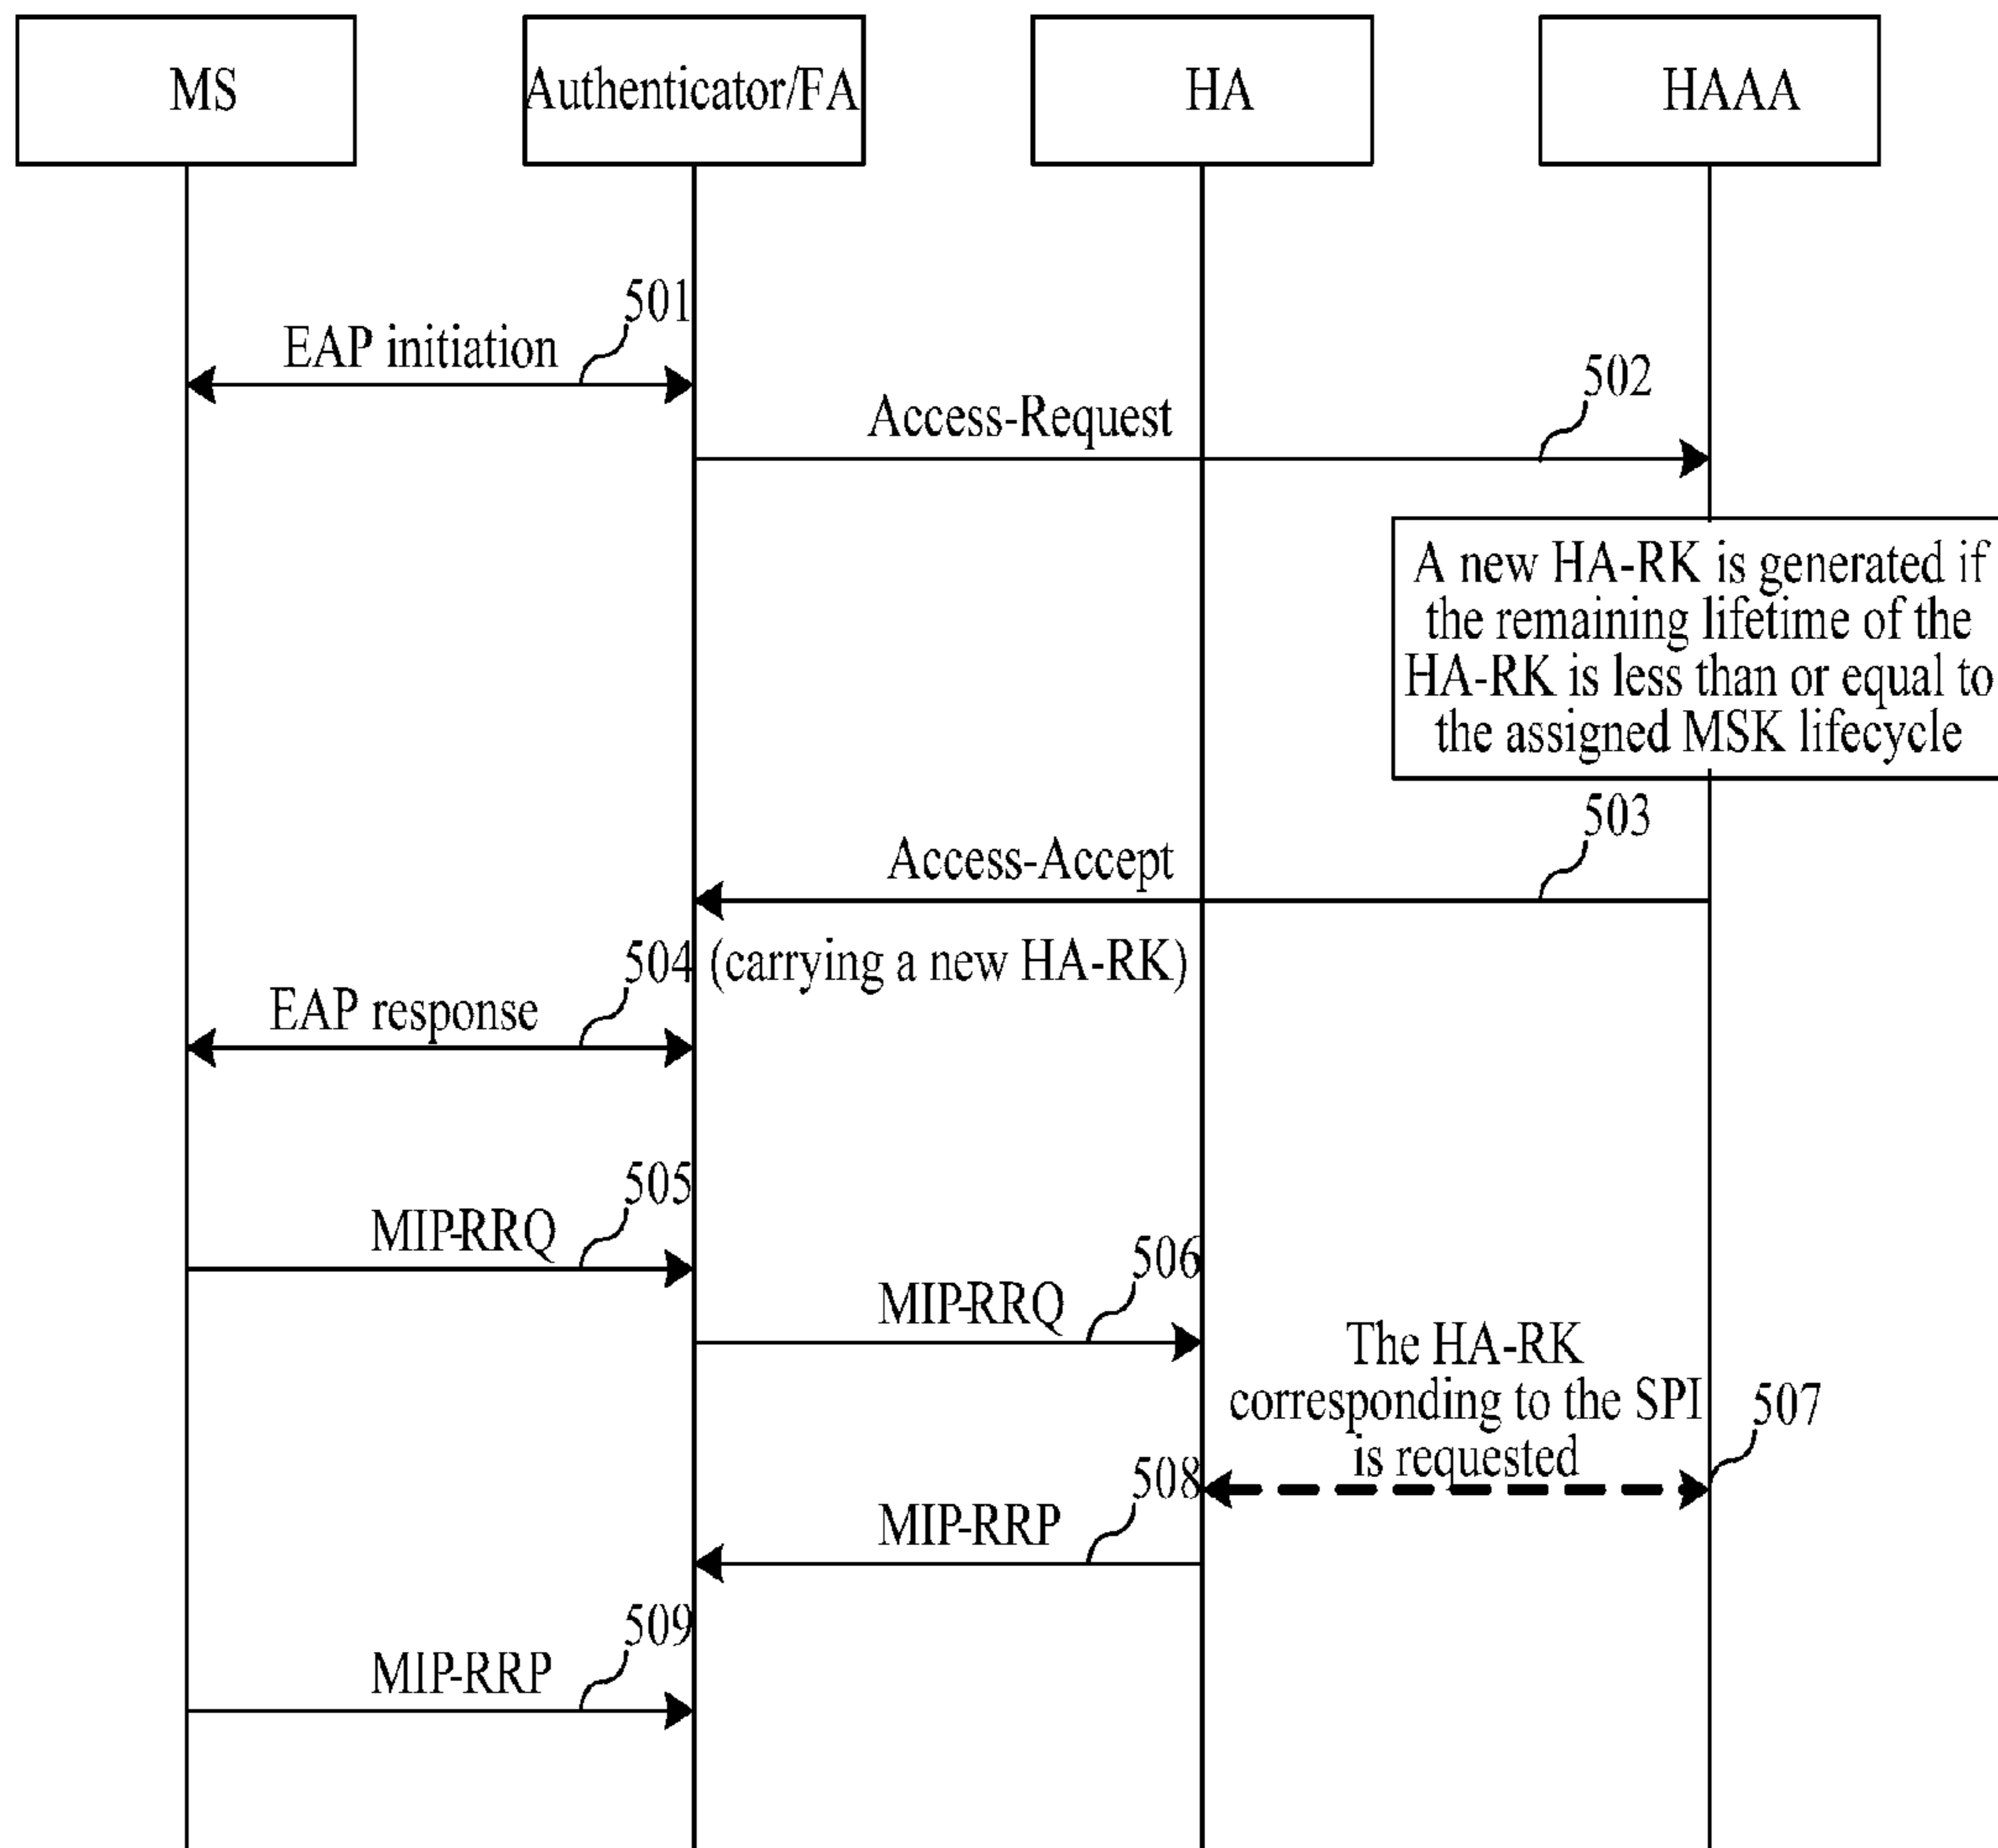 MS
Authenticator/FA
HA
HAAA
501
EAP initiation
502
Access-Request
A new HA-RK is generated if
the remaining lifetime of the
HA-RK is less than or equal to
the assigned MSK lifecycle
503
Access-Accept
504
(carrying a new HA-RK)
EAP response
505
MIP-RRQ
506
MIP-RRQ
The HA-RK
corresponding to the SPI
is requested
507
508
MIP-RRP
509
MIP-RRP